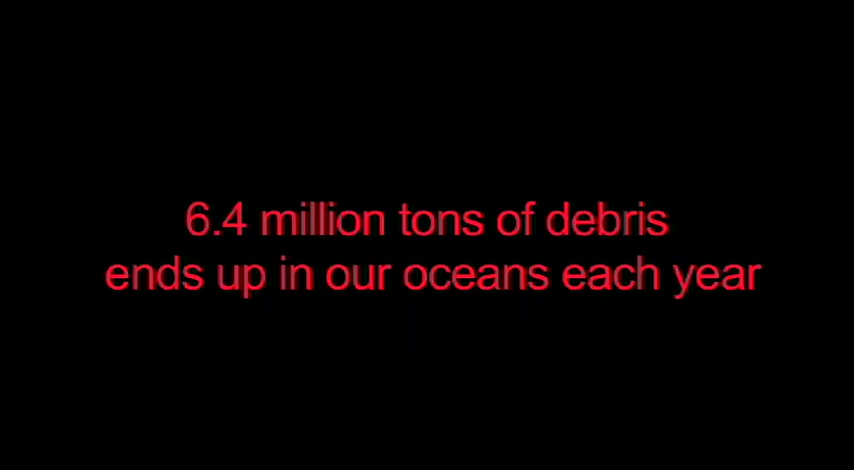 6.4 million tons of debris
ends up in our oceans each year